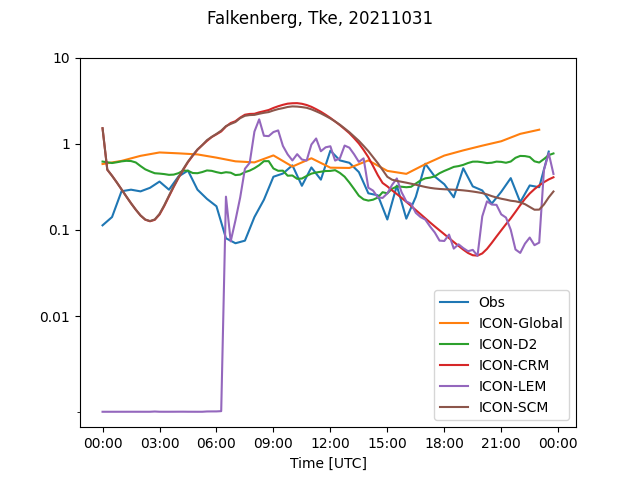 Falkenberg, Tke, 20211031
10
1
0.1
0.01
Obs
ICON-Global
ICON-D2
ICON-CRM
ICON-LEM
ICON-SCM
00:00 03:00 06:00 09:00 12:00 15:00 18:00 21:00 00:00
Time [UTC]